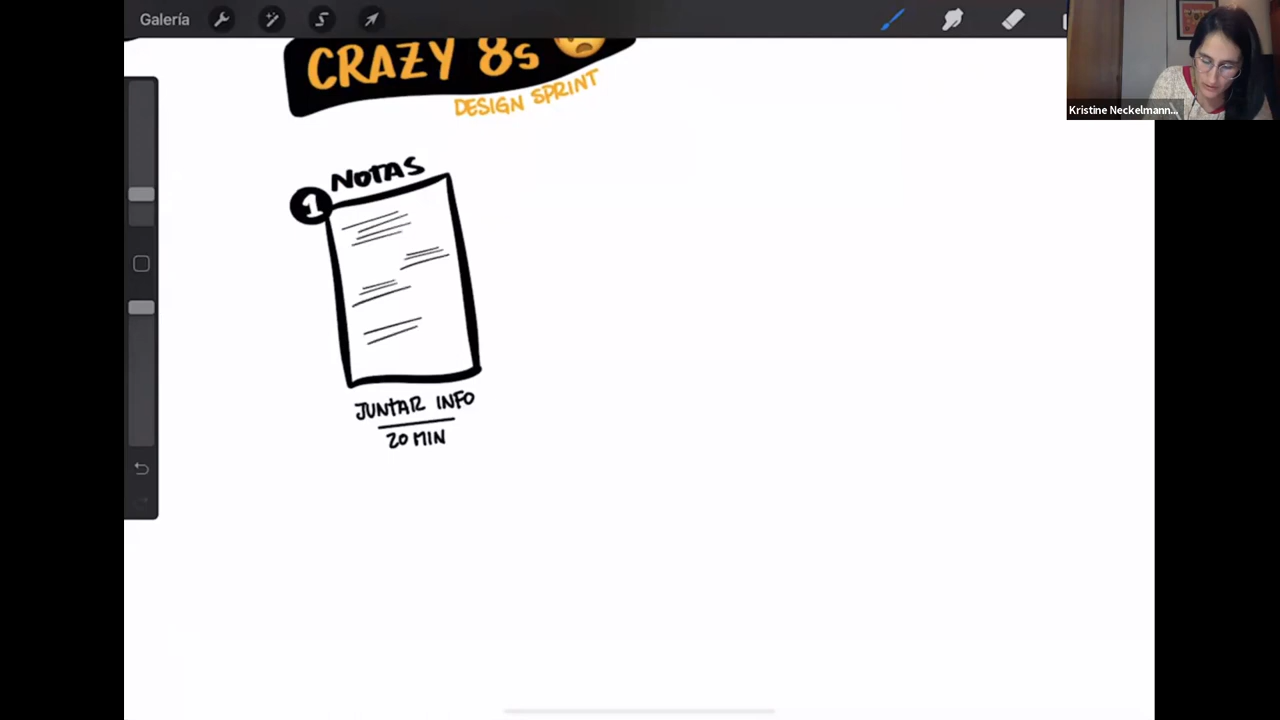 Galería
CRAZY 8s
DESIGN SPRINT
NOTAS
1
JUNTAR INFO
20 MIN
Kristine Neckelmann...